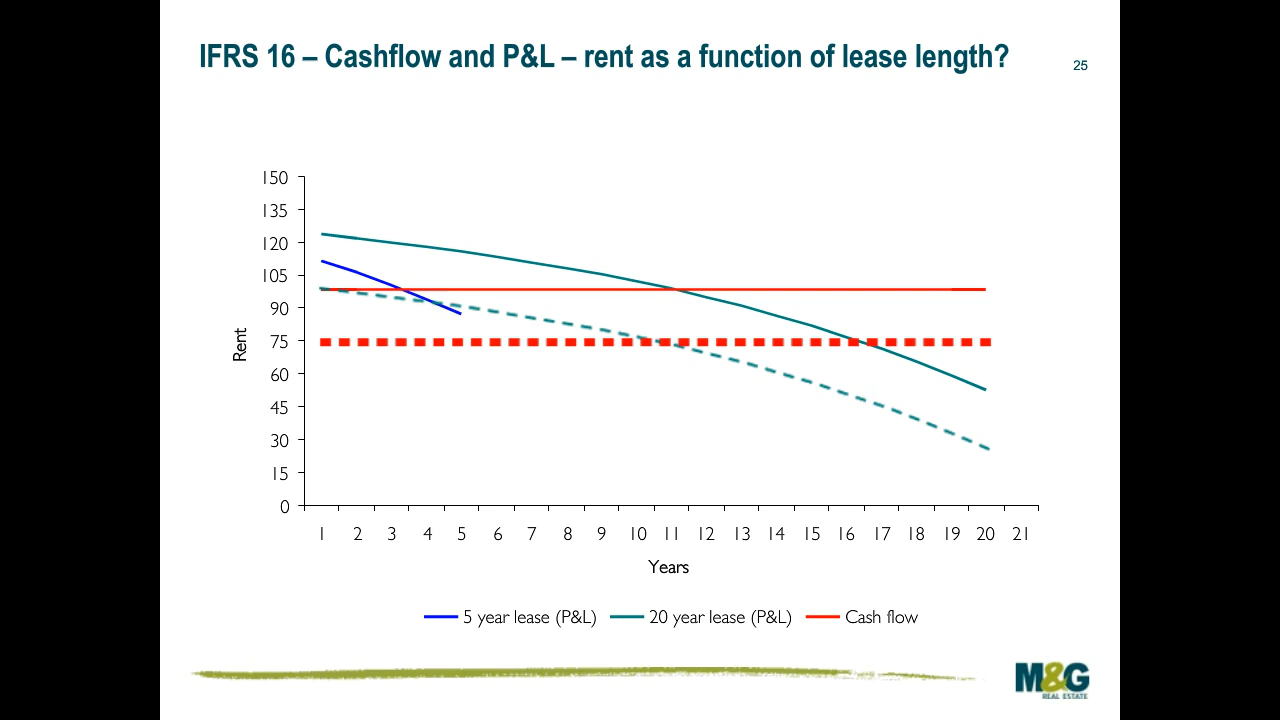 IFRS 16 – Cashflow and P&L – rent as a function of lease length?
25
150
135
120
105
90
75
60
45
30
15
0
Rent
1 2 3 4 5 6 7 8 9 10 11 12 13 14 15 16 17 18 19 20 21
Years
5 year lease (P&L) 20 year lease (P&L) Cash flow
M&G
REAL ESTATE